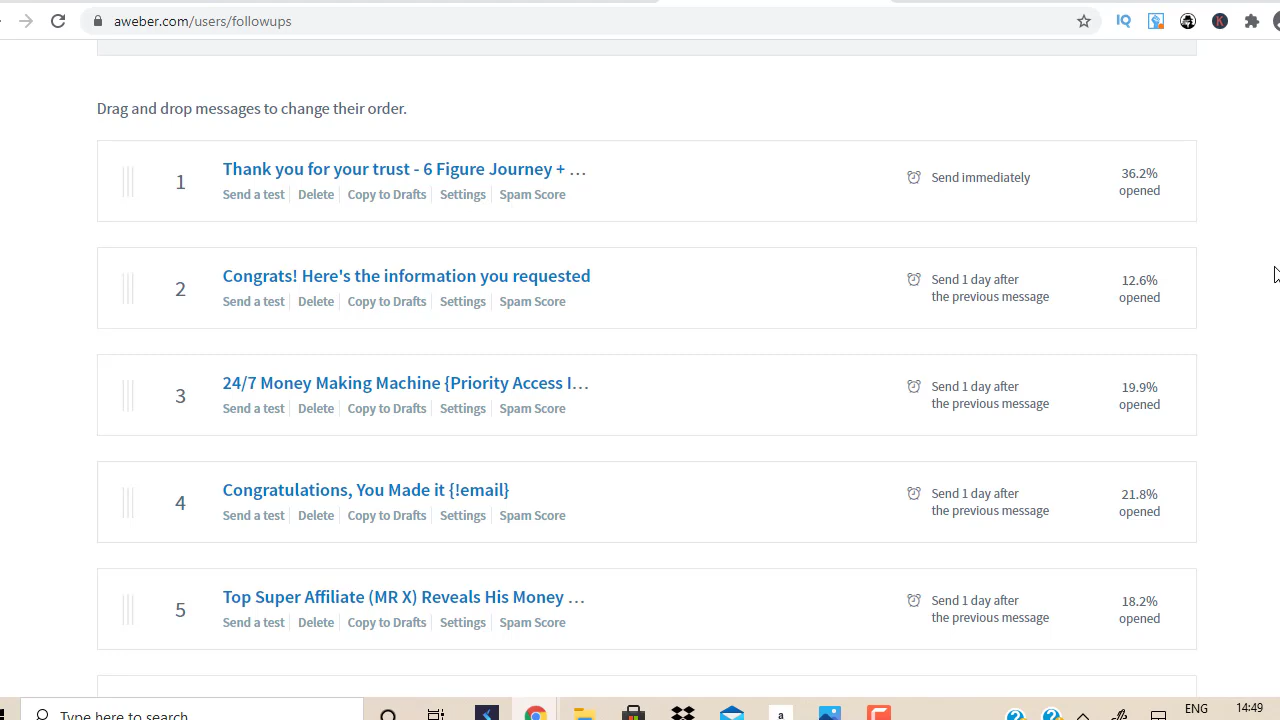 aweber.com/users/followups
IQ
K
Drag and drop messages to change their order.
1
Thank you for your trust - 6 Figure Journey + ...
Send a test Delete Copy to Drafts Settings Spam Score
Send immediately
36.2%
opened
2
Congrats! Here's the information you requested
Send a test Delete Copy to Drafts Settings Spam Score
Send 1 day after
the previous message
12.6%
opened
3
24/7 Money Making Machine {Priority Access I...
Send a test Delete Copy to Drafts Settings Spam Score
Send 1 day after
the previous message
19.9%
opened
4
Congratulations, You Made it {!email}
Send a test Delete Copy to Drafts Settings Spam Score
Send 1 day after
the previous message
21.8%
opened
5
Top Super Affiliate (MR X) Reveals His Money ...
Send a test Delete Copy to Drafts Settings Spam Score
Send 1 day after
the previous message
18.2%
opened
Type here to search
a
ENG
14:49